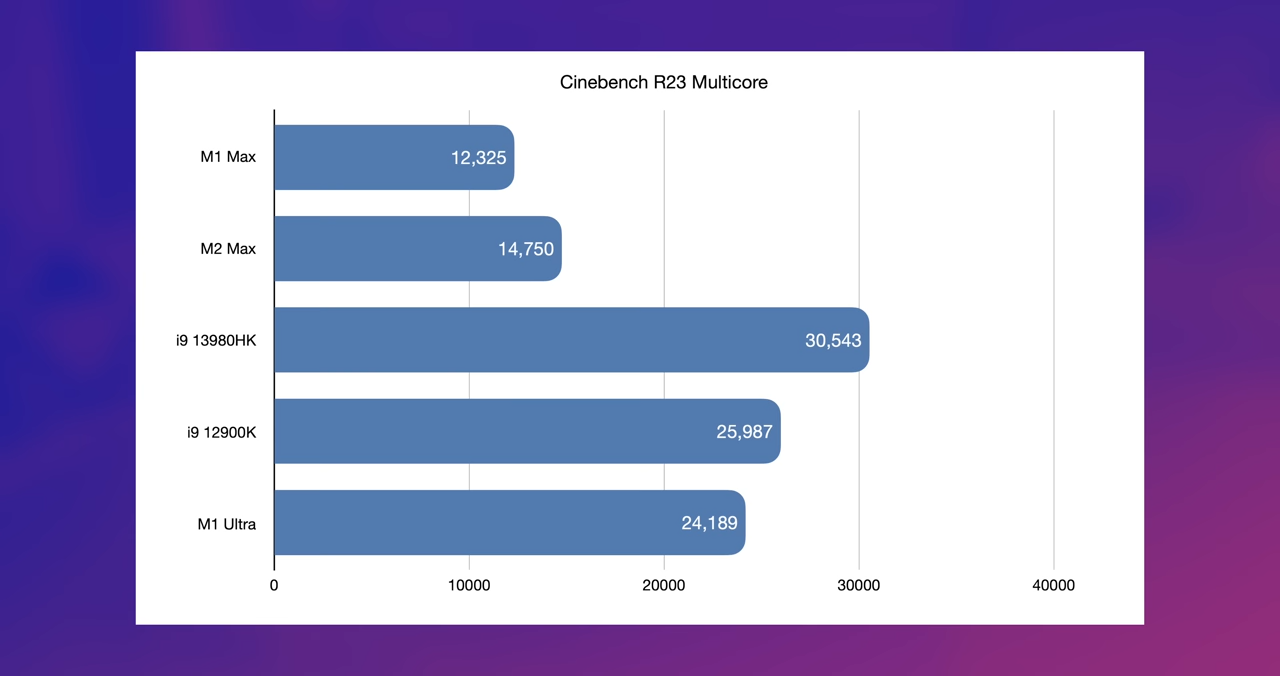 Cinebench R23 Multicore
M1 Max
12,325
M2 Max
14,750
i9 13980HK
30,543
i9 12900K
25,987
M1 Ultra
24,189
0
10000
20000
30000
40000